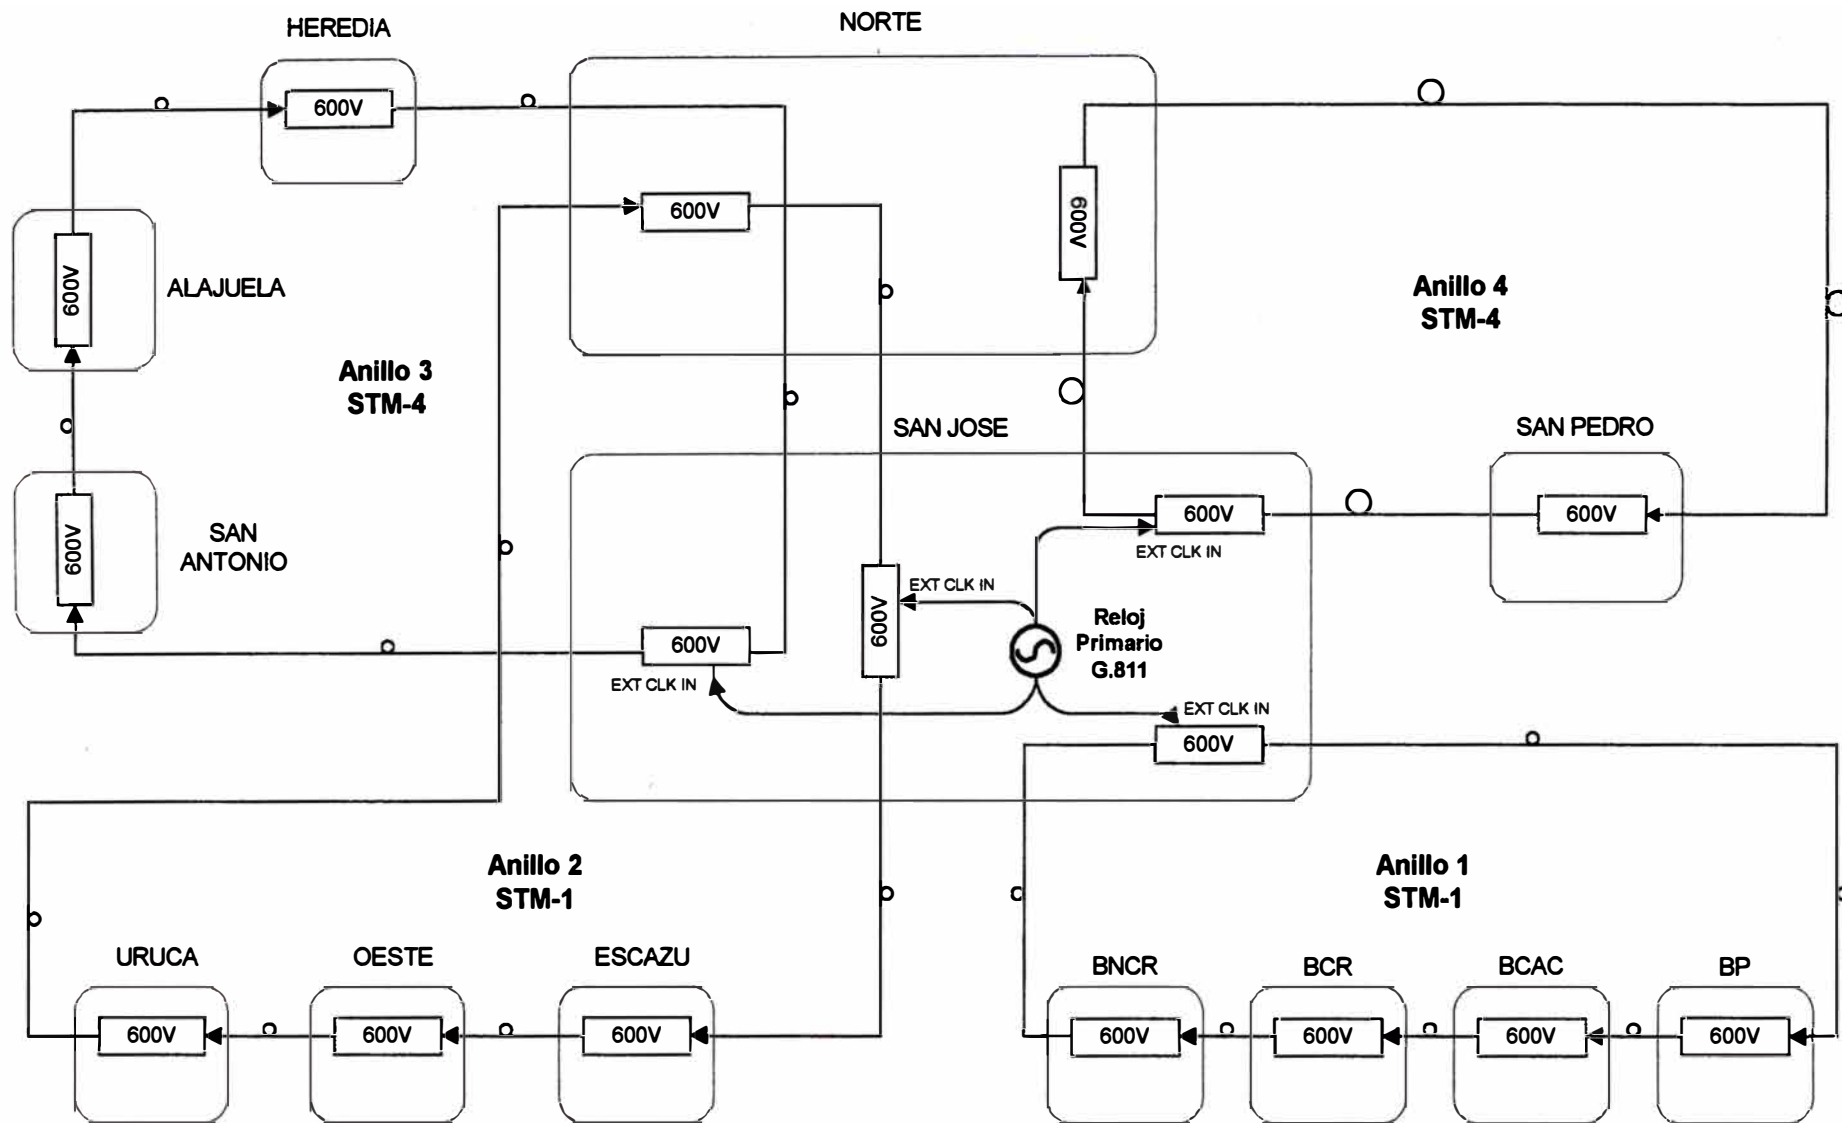 HEREDIA
NORTE
600V
600V
600V
600V
ALAJUELA
Anillo 4
STM-4
Anillo 3
STM-4
SAN JOSE
SAN PEDRO
600V
SAN
ANTONIO
600V
600V
EXT CLK IN
EXT CLK IN
600V
Reloj
Primario
G.811
600V
EXT CLK IN
EXT CLK IN
600V
Anillo 2
STM-1
Anillo 1
STM-1
URUCA
OESTE
ESCAZU
BNCR
BCR
BCAC
BP
600V
600V
600V
600V
600V
600V
600V